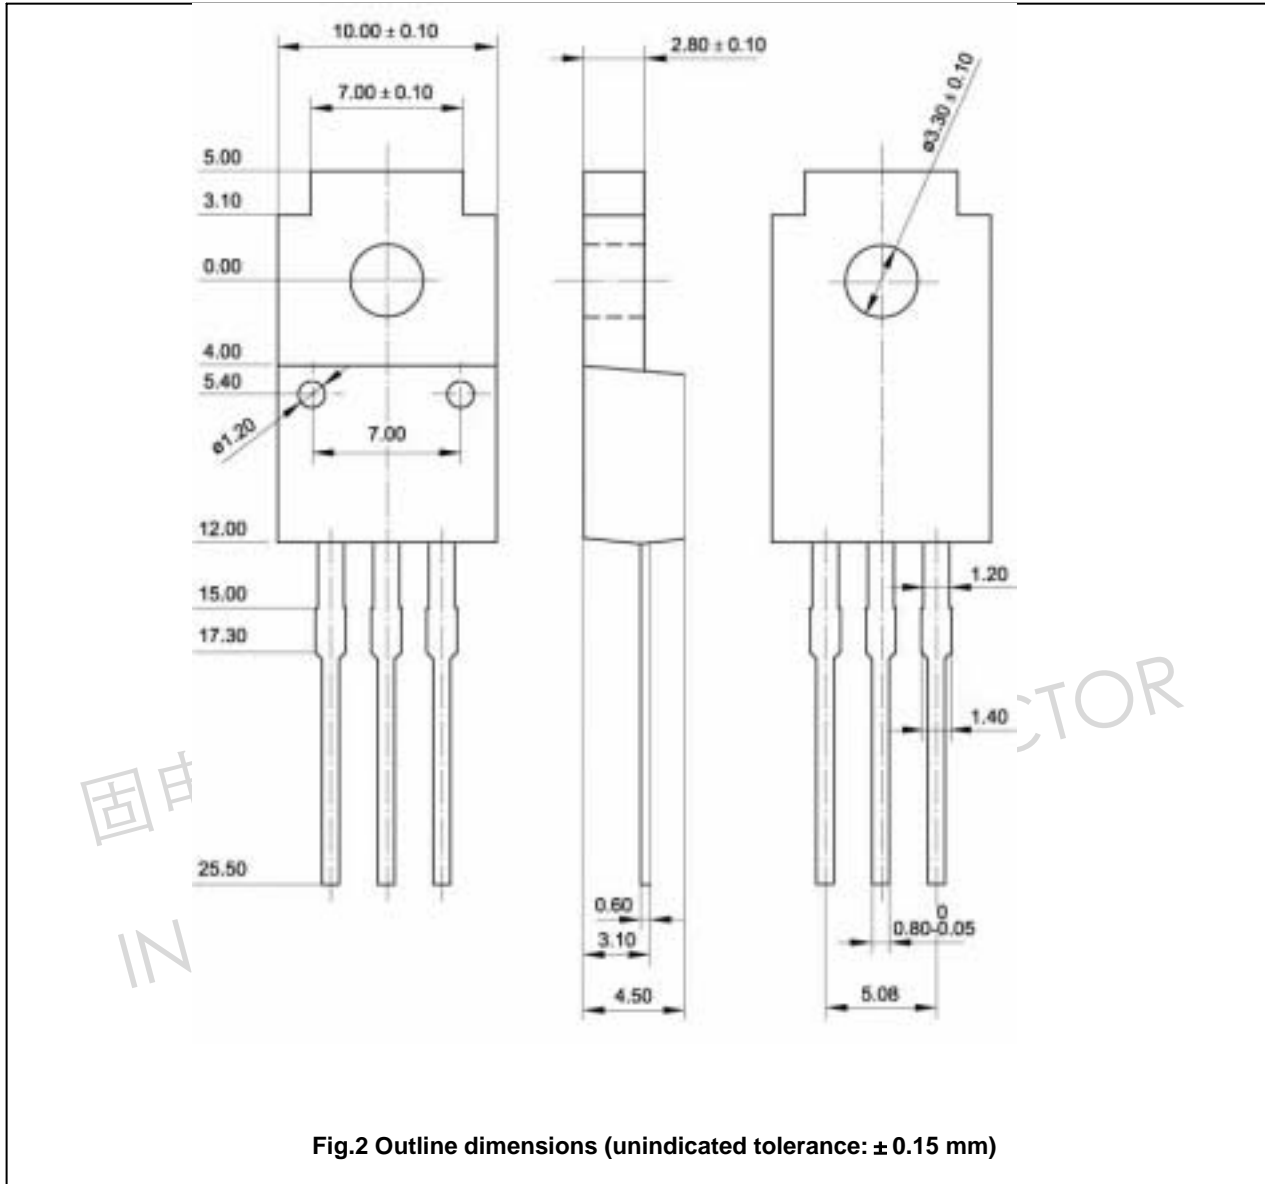 10.00 ± 0.10
2.80 ± 0.10
ø3.30 ± 0.10
7.00 ± 0.10
5.00
3.10
0.00
4.00
5.40
ø1.20
7.00
12.00
1.20
15.00
17.30
1.40
CTOR
固
25.50
IN
0.60
0
0.80-0.05
3.10
4.50
5.08
Fig.2 Outline dimensions (unindicated tolerance: ± 0.15 mm)